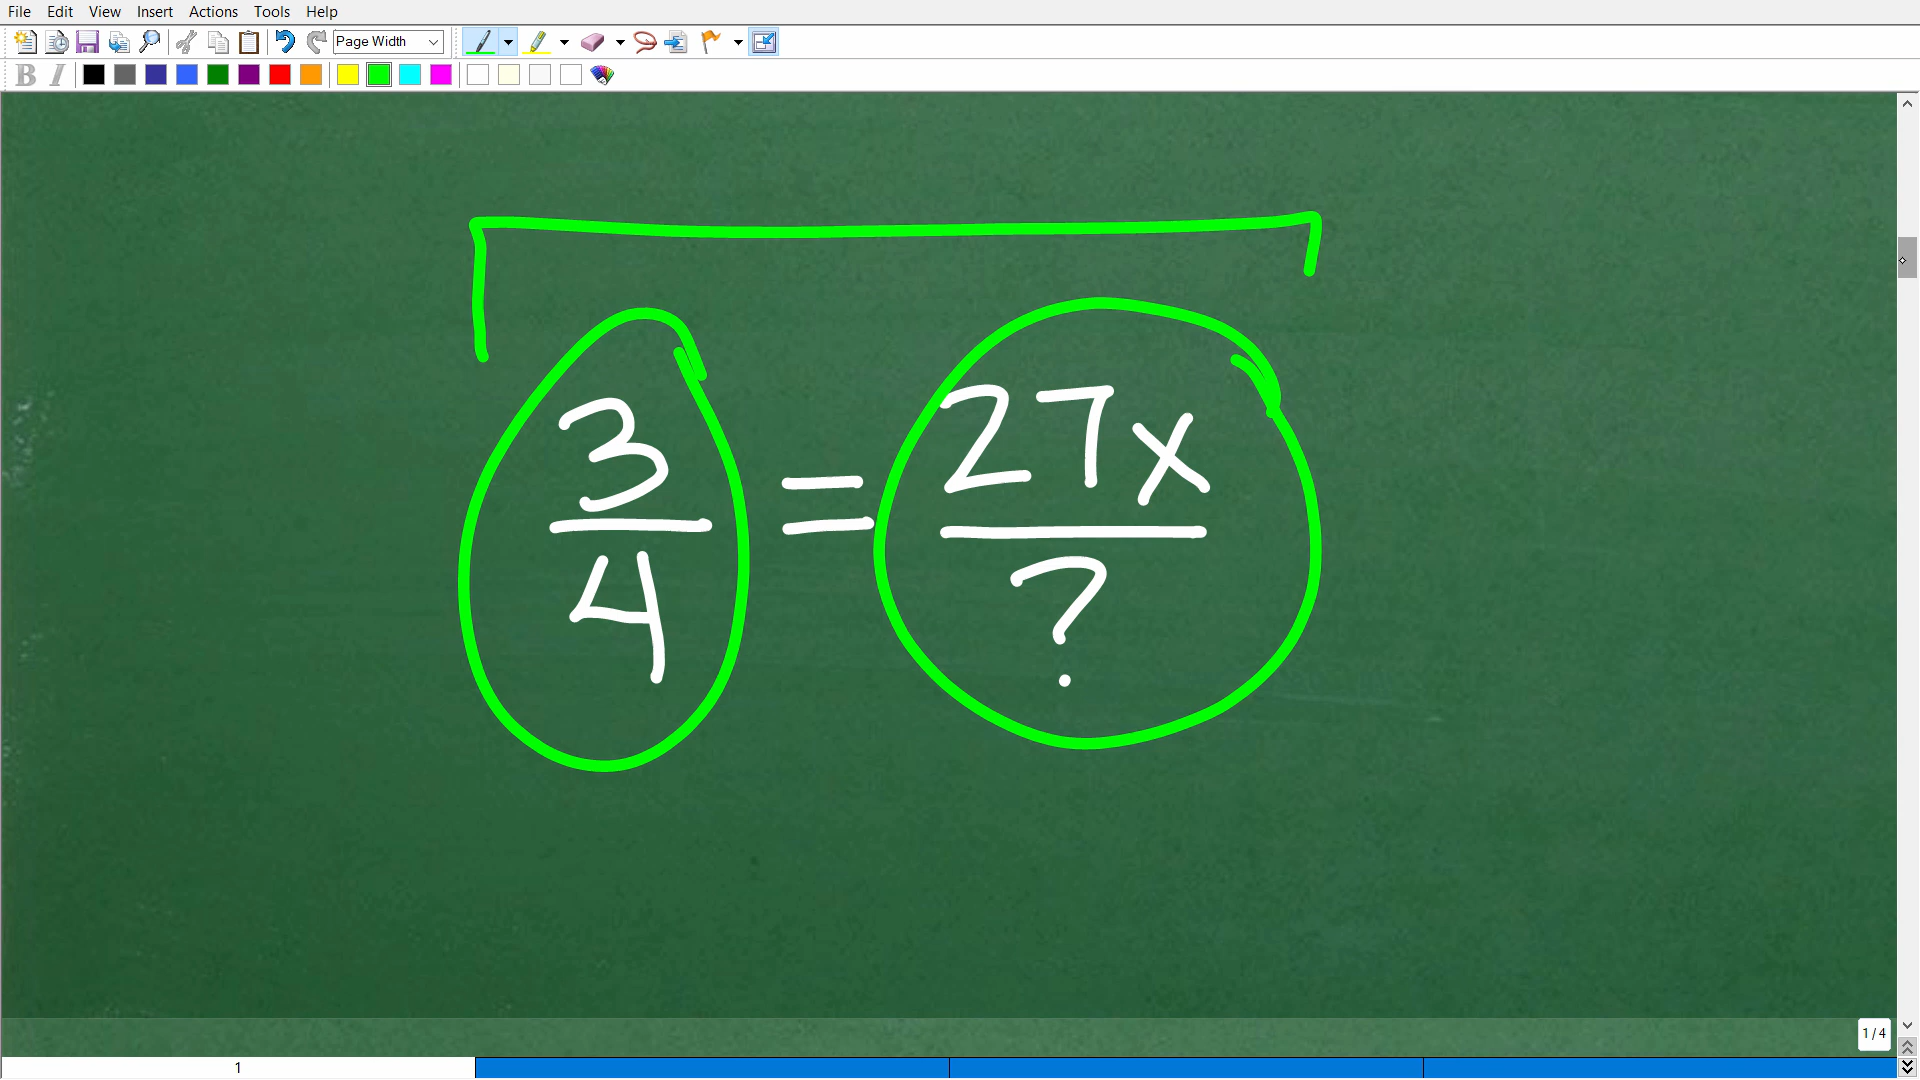 File Edit View Insert Actions Tools Help
Page Width
B I
3/4 = 27x/?
1 / 4
1